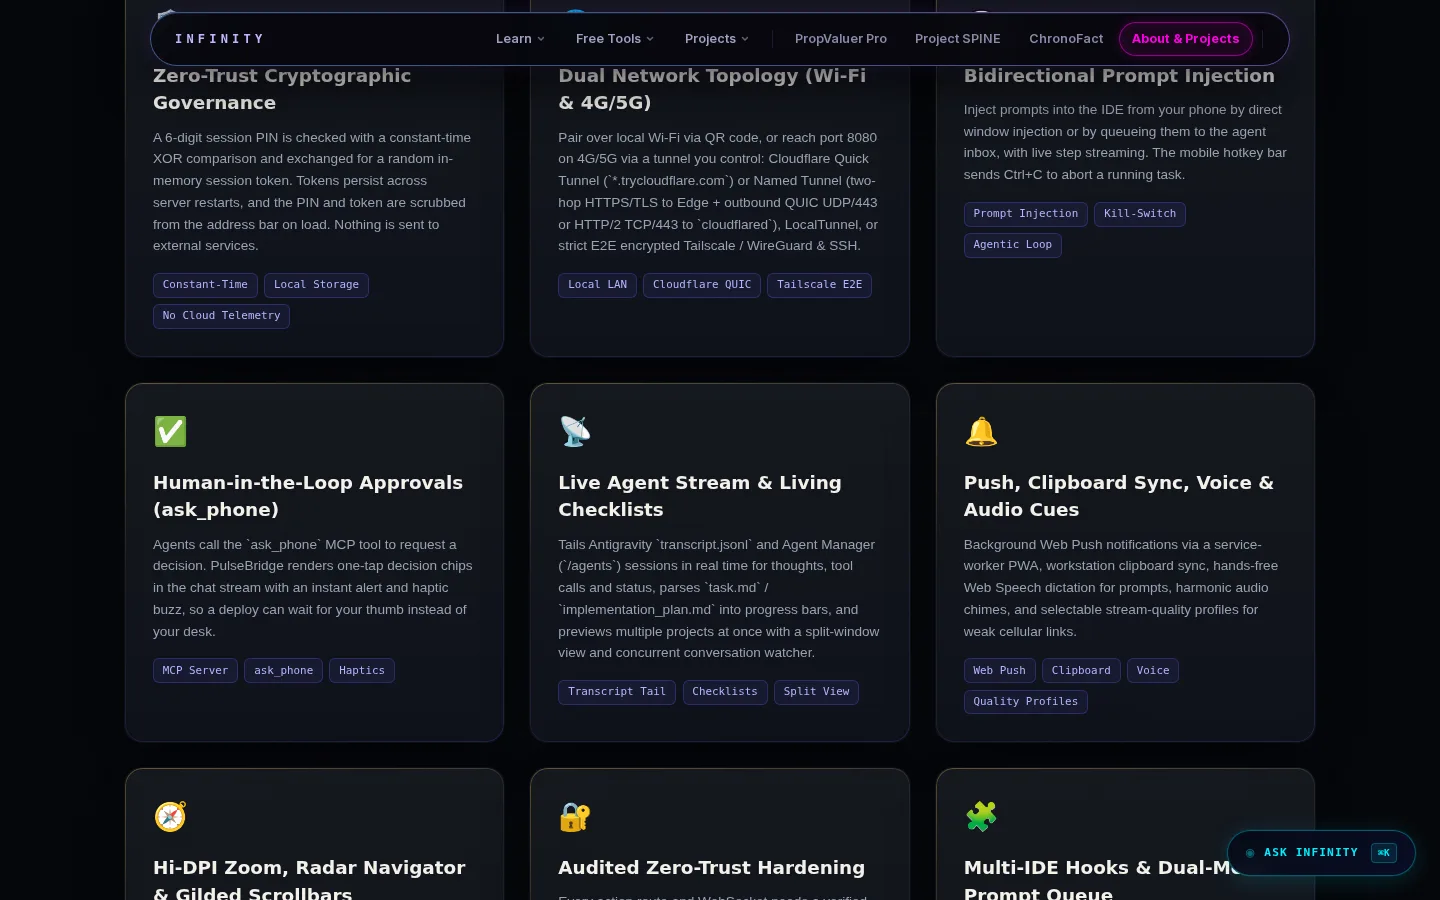 INFINITY
Learn
Free Tools
Projects
PropValuer Pro
Project SPINE
ChronoFact
About & Projects
Zero-Trust Cryptographic
Governance
A 6-digit session PIN is checked with a constant-time
XOR comparison and exchanged for a random in-
memory session token. Tokens persist across
server restarts, and the PIN and token are scrubbed
from the address bar on load. Nothing is sent to
external services.
Constant-Time
Local Storage
No Cloud Telemetry
Dual Network Topology (Wi-Fi
& 4G/5G)
Pair over local Wi-Fi via QR code, or reach port 8080
on 4G/5G via a tunnel you control: Cloudflare Quick
Tunnel (`*.trycloudflare.com`) or Named Tunnel (two-
hop HTTPS/TLS to Edge + outbound QUIC UDP/443
or HTTP/2 TCP/443 to `cloudflared`), LocalTunnel, or
strict E2E encrypted Tailscale / WireGuard & SSH.
Local LAN
Cloudflare QUIC
Tailscale E2E
Bidirectional Prompt Injection
Inject prompts into the IDE from your phone by direct
window injection or by queueing them to the agent
inbox, with live step streaming. The mobile hotkey bar
sends Ctrl+C to abort a running task.
Prompt Injection
Kill-Switch
Agentic Loop
Human-in-the-Loop Approvals
(ask_phone)
Agents call the `ask_phone` MCP tool to request a
decision. PulseBridge renders one-tap decision chips
in the chat stream with an instant alert and haptic
buzz, so a deploy can wait for your thumb instead of
your desk.
MCP Server
ask_phone
Haptics
Live Agent Stream & Living
Checklists
Tails Antigravity `transcript.jsonl` and Agent Manager
(`/agents`) sessions in real time for thoughts, tool
calls and status, parses `task.md` /
`implementation_plan.md` into progress bars, and
previews multiple projects at once with a split-window
view and concurrent conversation watcher.
Transcript Tail
Checklists
Split View
Push, Clipboard Sync, Voice &
Audio Cues
Background Web Push notifications via a service-
worker PWA, workstation clipboard sync, hands-free
Web Speech dictation for prompts, harmonic audio
chimes, and selectable stream-quality profiles for
weak cellular links.
Web Push
Clipboard
Voice
Quality Profiles
Hi-DPI Zoom, Radar Navigator
& Gilded Scrollbars
Audited Zero-Trust Hardening
Every action route and WebSocket needs a verified
Multi-IDE Hooks & Dual-M
Prompt Queue
ASK INFINITY
⌘K